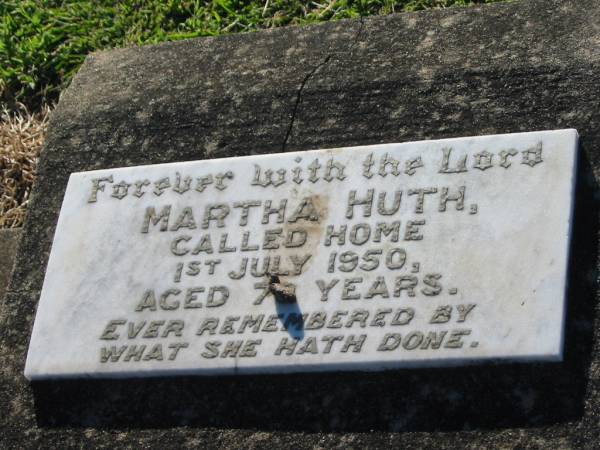 Forever with the Lord
MARTHA HUTH,
CALLED HOME
1ST JULY 1950,
AGED YEARS.
EVER REMEMBERED BY
WHAT SHE HATH DONE.